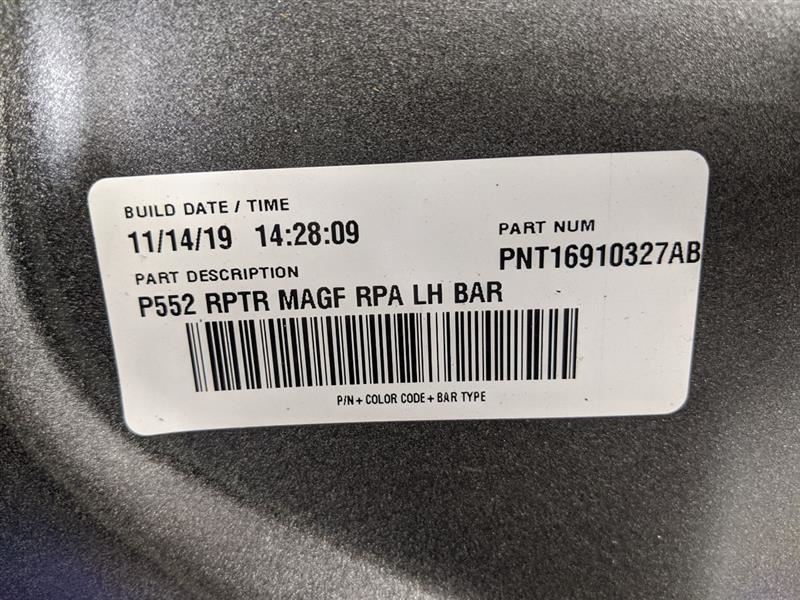 BUILD DATE / TIME
11/14/19 14:28:09
PART NUM
PNT16910327AB
PART DESCRIPTION
P552 RPTR MAGF RPA LH BAR
P/N + COLOR CODE + BAR TYPE